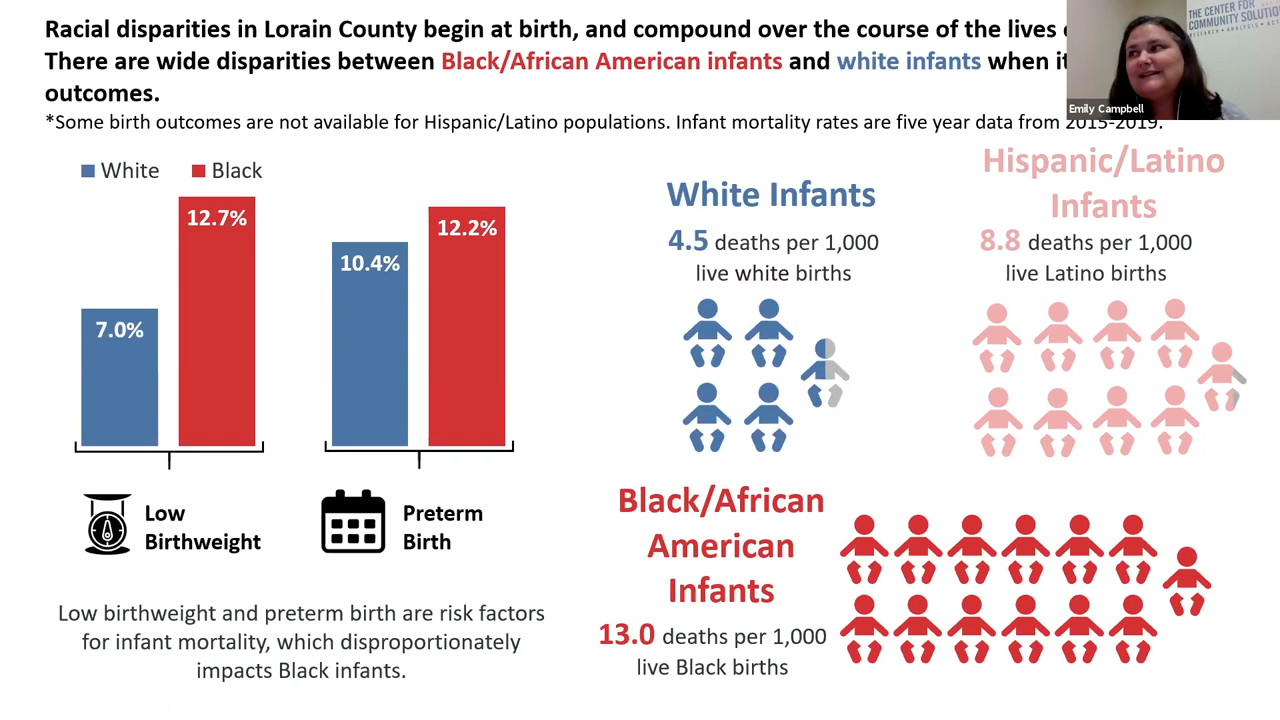 Racial disparities in Lorain County begin at birth, and compound over the course of the lives
There are wide disparities between Black/African American infants and white infants when it
outcomes.
*Some birth outcomes are not available for Hispanic/Latino populations. Infant mortality rates are five year data from 2015-2019.
THE CENTER FOR
COMMUNITY SOLUTIO
RESEARCH • ANALYSIS • AC
Emily Campbell
White
Black
7.0%
12.7%
10.4%
12.2%
Low
Birthweight
Preterm
Birth
Low birthweight and preterm birth are risk factors
for infant mortality, which disproportionately
impacts Black infants.
White Infants
4.5 deaths per 1,000
live white births
Hispanic/Latino
Infants
8.8 deaths per 1,000
live Latino births
Black/African
American
Infants
13.0 deaths per 1,000
live Black births